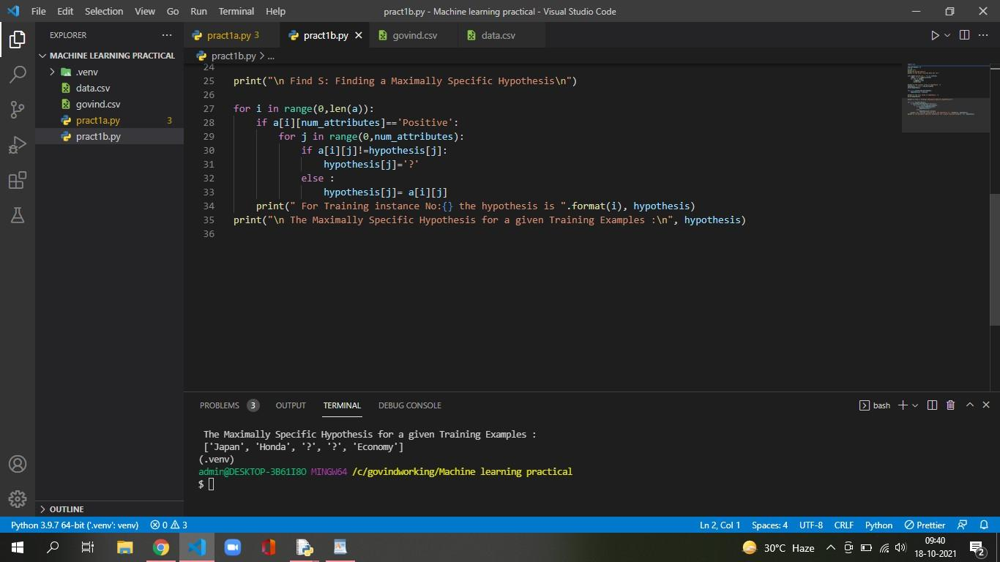 File Edit Selection View Go Run Terminal Help pract1b.py - Machine learning practical - Visual Studio Code
EXPLORER
MACHINE LEARNING PRACTICAL
.venv
data.csv
govind.csv
pract1a.py 3
pract1b.py
OUTLINE
pract1a.py 3 pract1b.py govind.csv data.csv
pract1b.py > ...
24
25 print("\n Find S: Finding a Maximally Specific Hypothesis\n")
26
27 for i in range(0,len(a)):
28 if a[i][num_attributes]=='Positive':
29 for j in range(0,num_attributes):
30 if a[i][j]!=hypothesis[j]:
31 hypothesis[j]='?'
32 else :
33 hypothesis[j]= a[i][j]
34 print(" For Training instance No:{} the hypothesis is ".format(i), hypothesis)
35 print("\n The Maximally Specific Hypothesis for a given Training Examples :\n", hypothesis)
36
PROBLEMS 3 OUTPUT TERMINAL DEBUG CONSOLE bash
The Maximally Specific Hypothesis for a given Training Examples :
['Japan', 'Honda', '?', '?', 'Economy']
(.venv)
admin@DESKTOP-3B61I8O MINGW64 /c/govindworking/Machine learning practical
$
Python 3.9.7 64-bit ('.venv': venv) 0 3 Ln 2, Col 1 Spaces: 4 UTF-8 CRLF Python Prettier
30°C Haze 09:40
18-10-2021 2